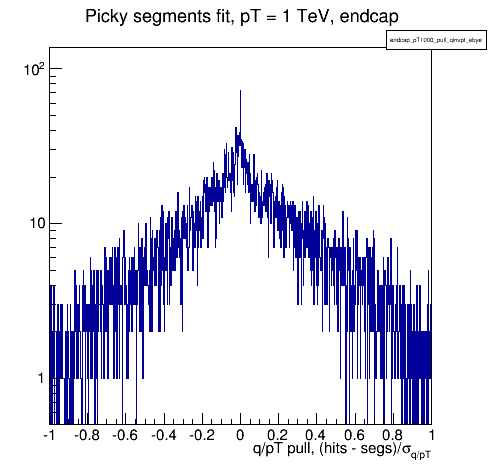 Picky segments fit, pT = 1 TeV, endcap
endcap_pT1000_pull_qinvpt_ebye
10²
10
1
-1 -0.8 -0.6 -0.4 -0.2 0 0.2 0.4 0.6 0.8 1
q/pT pull, (hits - segs)/σ_q/pT